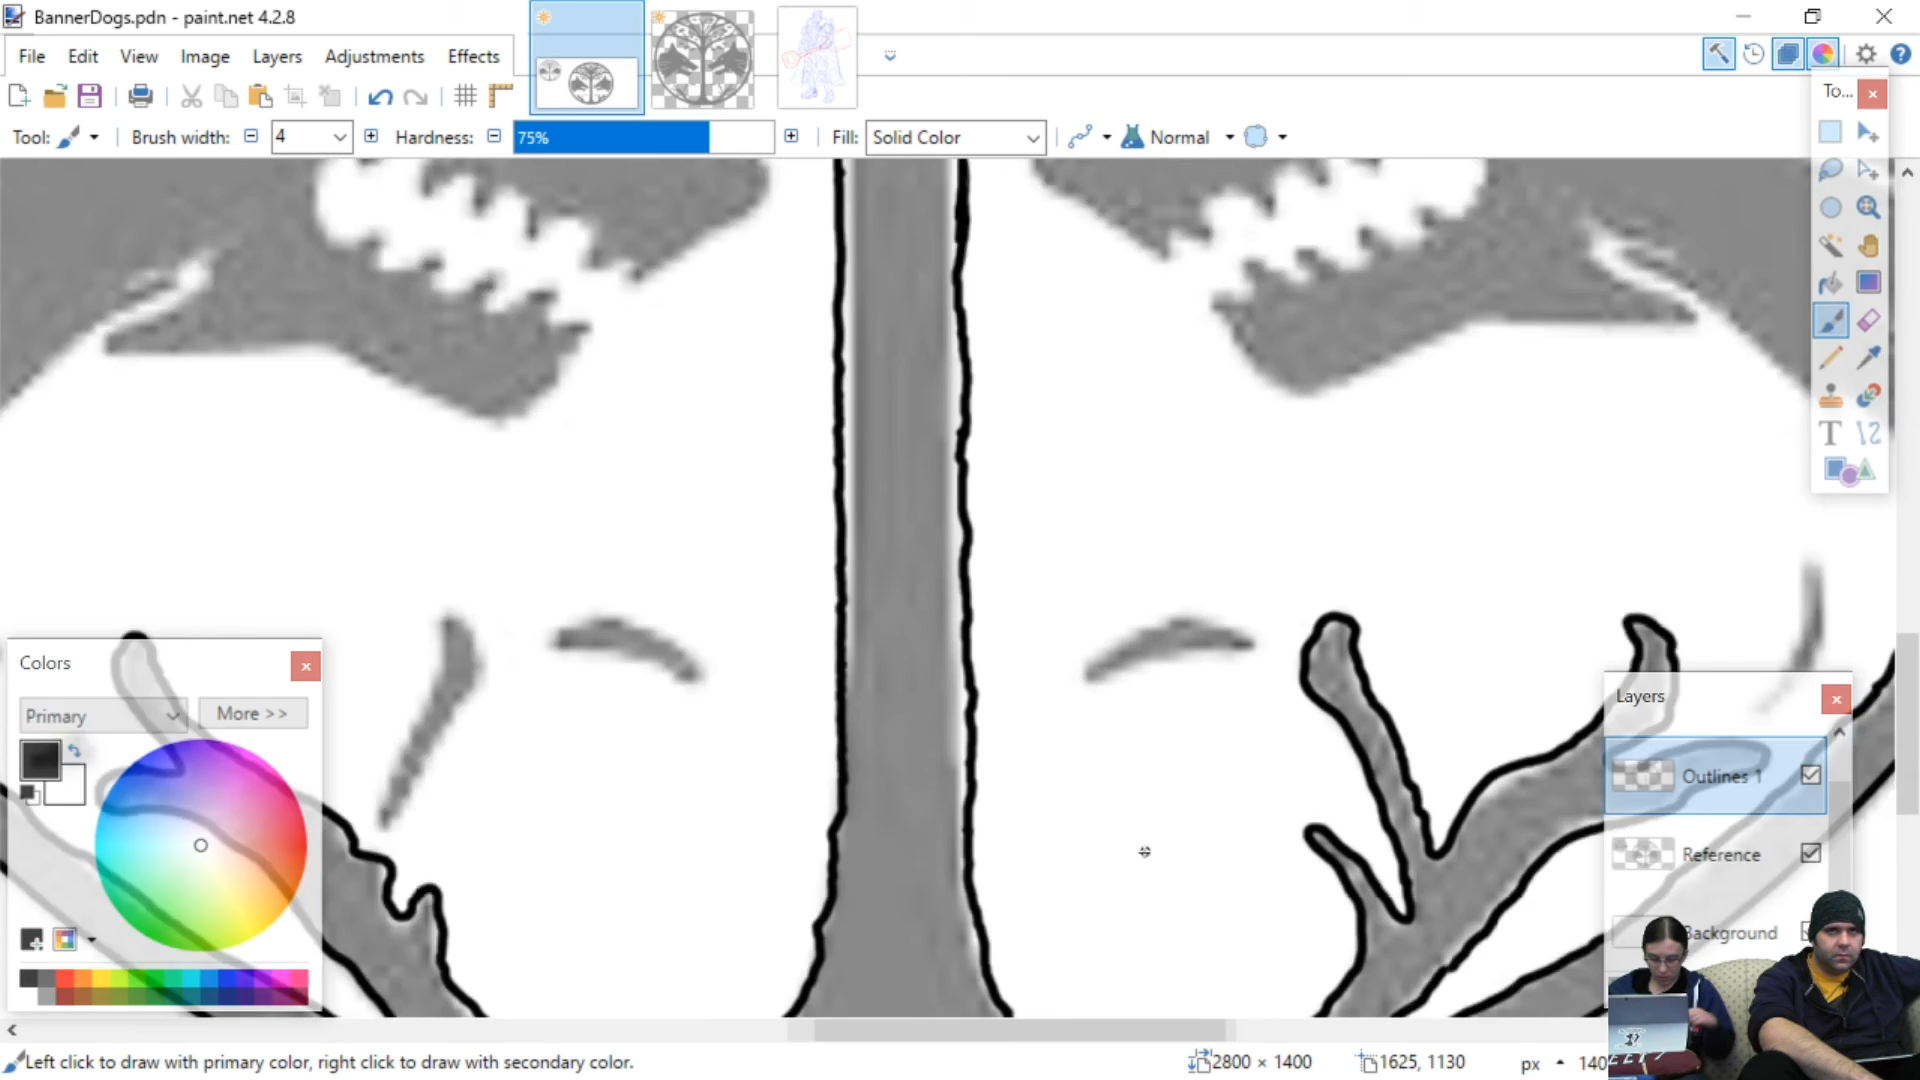 BannerDogs.pdn - paint.net 4.2.8
File Edit View Image Layers Adjustments Effects
Tool: Brush width: 4 Hardness: 75% Fill: Solid Color Normal
To...
T
Colors
Primary More >>
Layers
Outlines 1
Reference
Background
Left click to draw with primary color, right click to draw with secondary color.
2800 × 1400 1625, 1130 px